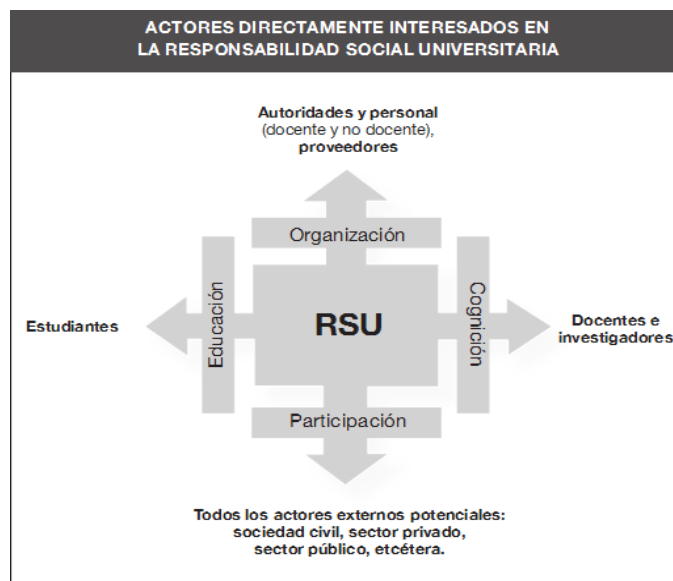 ACTORES DIRECTAMENTE INTERESADOS EN
LA RESPONSABILIDAD SOCIAL UNIVERSITARIA
Autoridades y personal
(docente y no docente),
proveedores
Organización
Educación
RSU
Cognición
Estudiantes
Docentes e
investigadores
Participación
Todos los actores externos potenciales:
sociedad civil, sector privado,
sector público, etcétera.